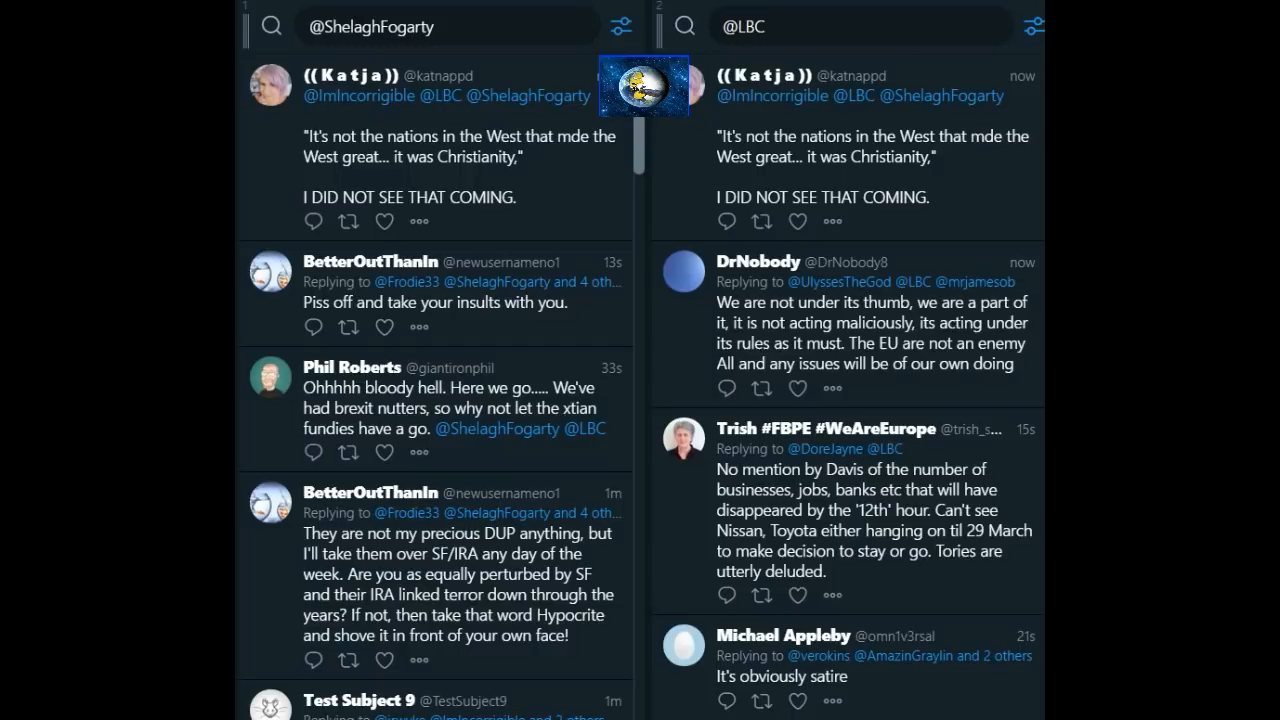 1
@ShelaghFogarty
(( K a t j a )) @katnappd
@ImIncorrigible @LBC @ShelaghFogarty
"It's not the nations in the West that mde the
West great... it was Christianity,"
I DID NOT SEE THAT COMING.
BetterOutThanIn @newusernameno1 13s
Replying to @Frodie33 @ShelaghFogarty and 4 oth...
Piss off and take your insults with you.
Phil Roberts @giantironphil 33s
Ohhhhh bloody hell. Here we go..... We've
had brexit nutters, so why not let the xtian
fundies have a go. @ShelaghFogarty @LBC
BetterOutThanIn @newusernameno1 1m
Replying to @Frodie33 @ShelaghFogarty and 4 oth...
They are not my precious DUP anything, but
I'll take them over SF/IRA any day of the
week. Are you as equally perturbed by SF
and their IRA linked terror down through the
years? If not, then take that word Hypocrite
and shove it in front of your own face!
Test Subject 9 @TestSubject9 1m
Replying to @ImIncorrigible and 2 others
2
@LBC
(( K a t j a )) @katnappd now
@ImIncorrigible @LBC @ShelaghFogarty
"It's not the nations in the West that mde the
West great... it was Christianity,"
I DID NOT SEE THAT COMING.
DrNobody @DrNobody8 now
Replying to @UlyssesTheGod @LBC @mrjamesob
We are not under its thumb, we are a part of
it, it is not acting maliciously, its acting under
its rules as it must. The EU are not an enemy
All and any issues will be of our own doing
Trish #FBPE #WeAreEurope @trish_s... 15s
Replying to @DoreJayne @LBC
No mention by Davis of the number of
businesses, jobs, banks etc that will have
disappeared by the '12th' hour. Can't see
Nissan, Toyota either hanging on til 29 March
to make decision to stay or go. Tories are
utterly deluded.
Michael Appleby @omn1v3rsal 21s
Replying to @verokins @AmazinGraylin and 2 others
It's obviously satire